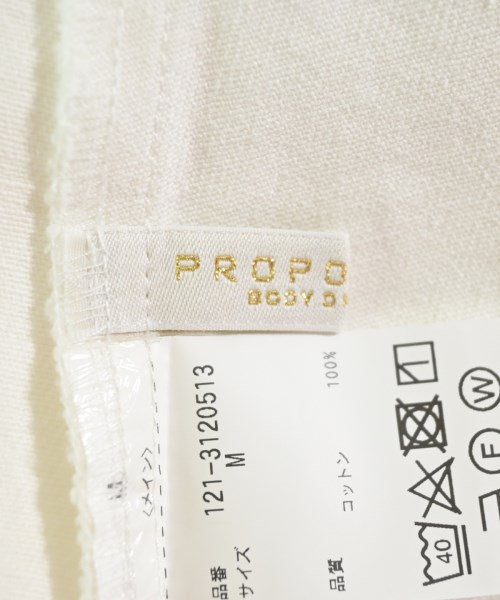 PROPO
BODY D
品番 121-3120513
サイズ M
<メイン>
品質 コットン 100%
40
W
F